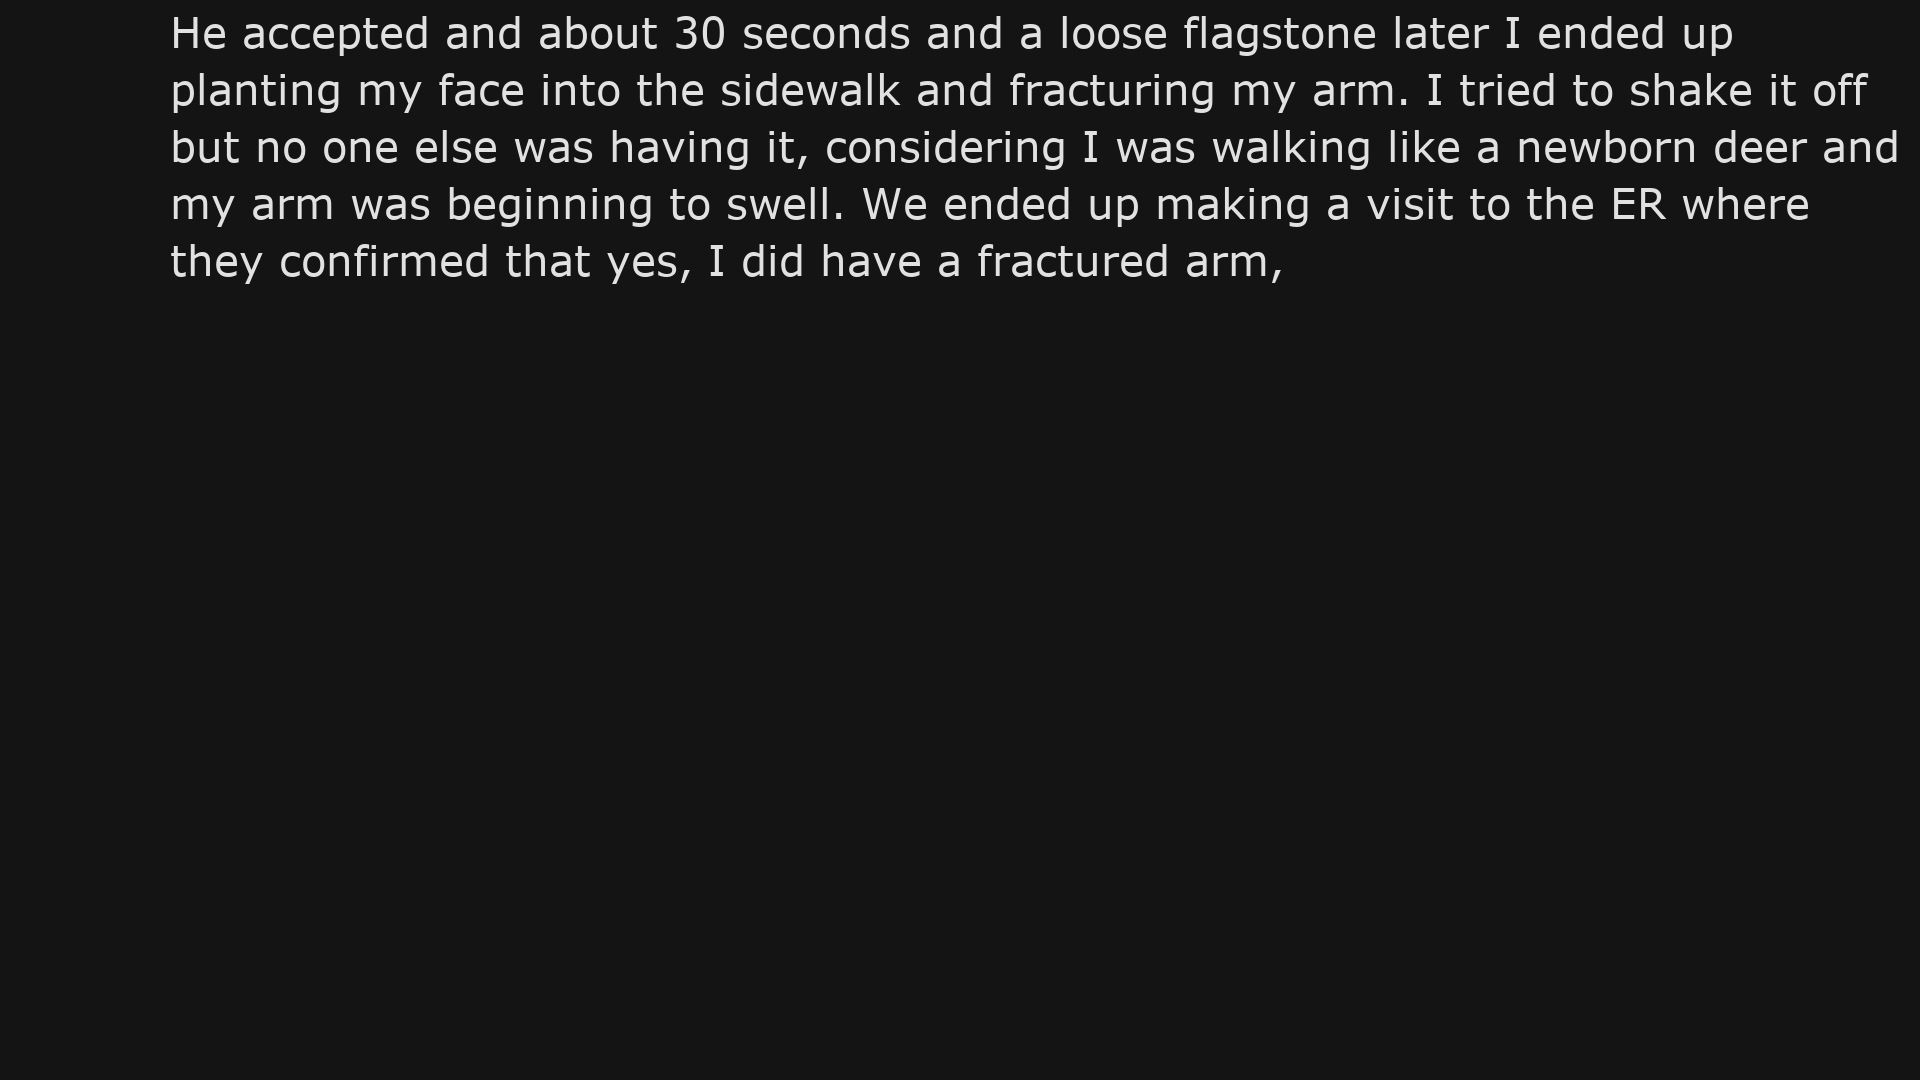 He accepted and about 30 seconds and a loose flagstone later I ended up
planting my face into the sidewalk and fracturing my arm. I tried to shake it off
but no one else was having it, considering I was walking like a newborn deer and
my arm was beginning to swell. We ended up making a visit to the ER where
they confirmed that yes, I did have a fractured arm,